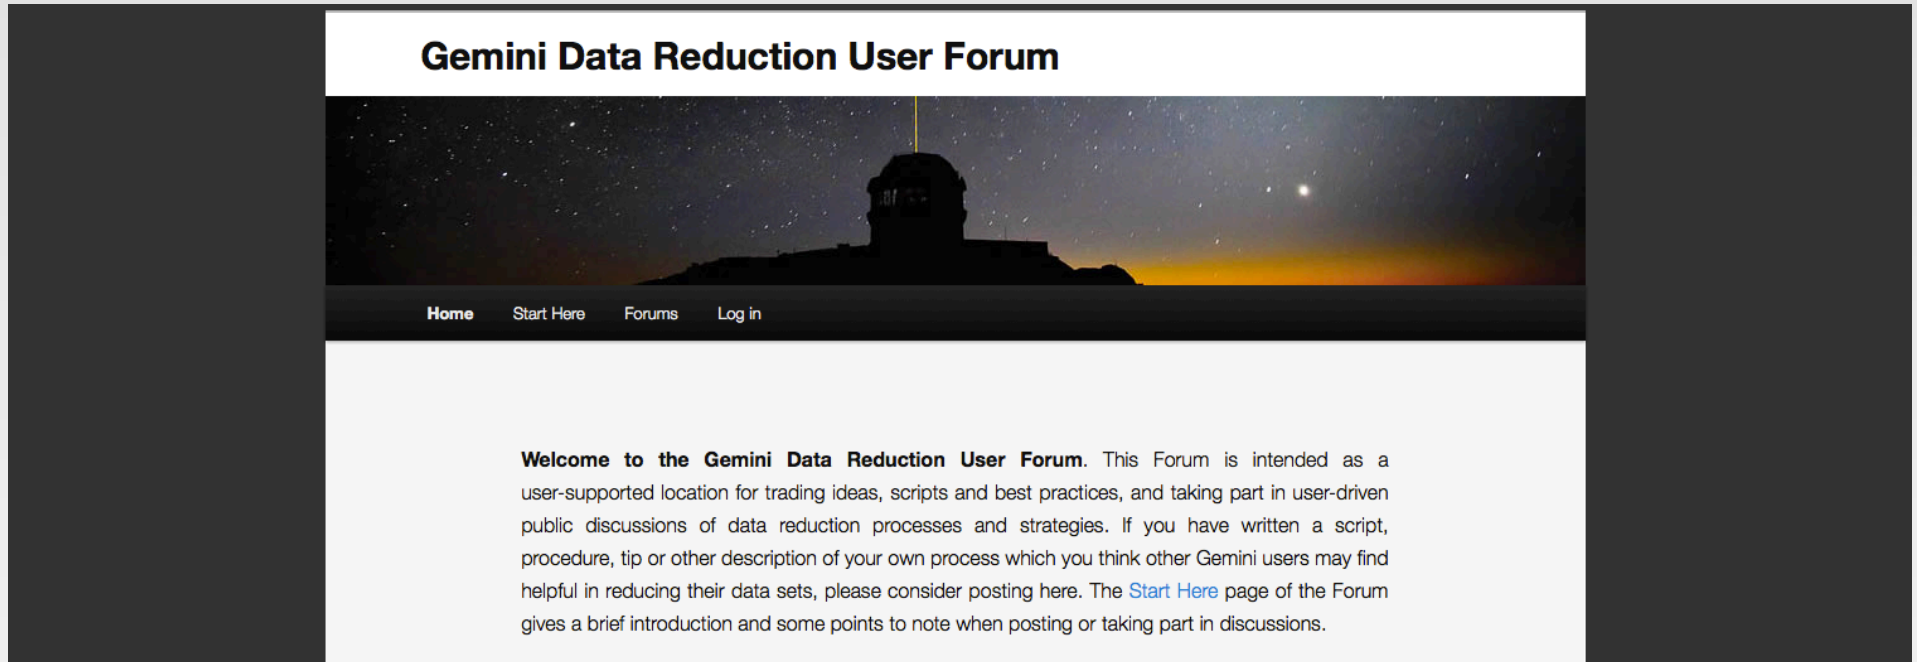 Gemini Data Reduction User Forum
Home Start Here Forums Log in
Welcome to the Gemini Data Reduction User Forum. This Forum is intended as a
user-supported location for trading ideas, scripts and best practices, and taking part in user-driven
public discussions of data reduction processes and strategies. If you have written a script,
procedure, tip or other description of your own process which you think other Gemini users may find
helpful in reducing their data sets, please consider posting here. The Start Here page of the Forum
gives a brief introduction and some points to note when posting or taking part in discussions.